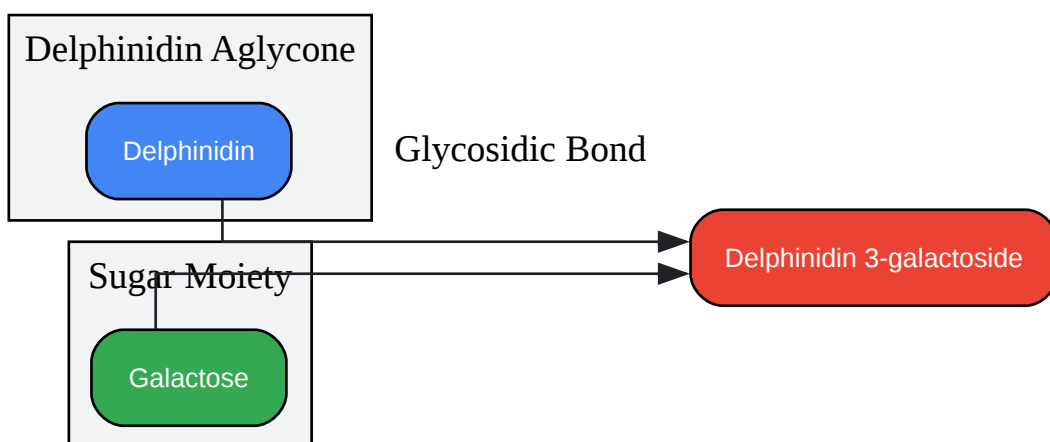 Delphinidin Aglycone
Delphinidin
Glycosidic Bond
Delphinidin 3-galactoside
Sugar Moiety
Galactose